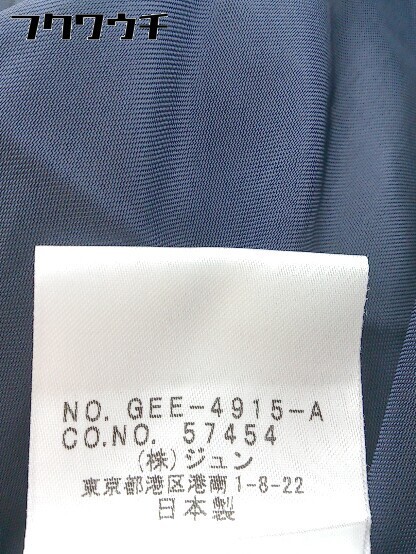 フクワウチ
NO. GEE-4915-A
CO.NO. 57454
(株)ジュン
東京都港区港南1-8-22
日本製